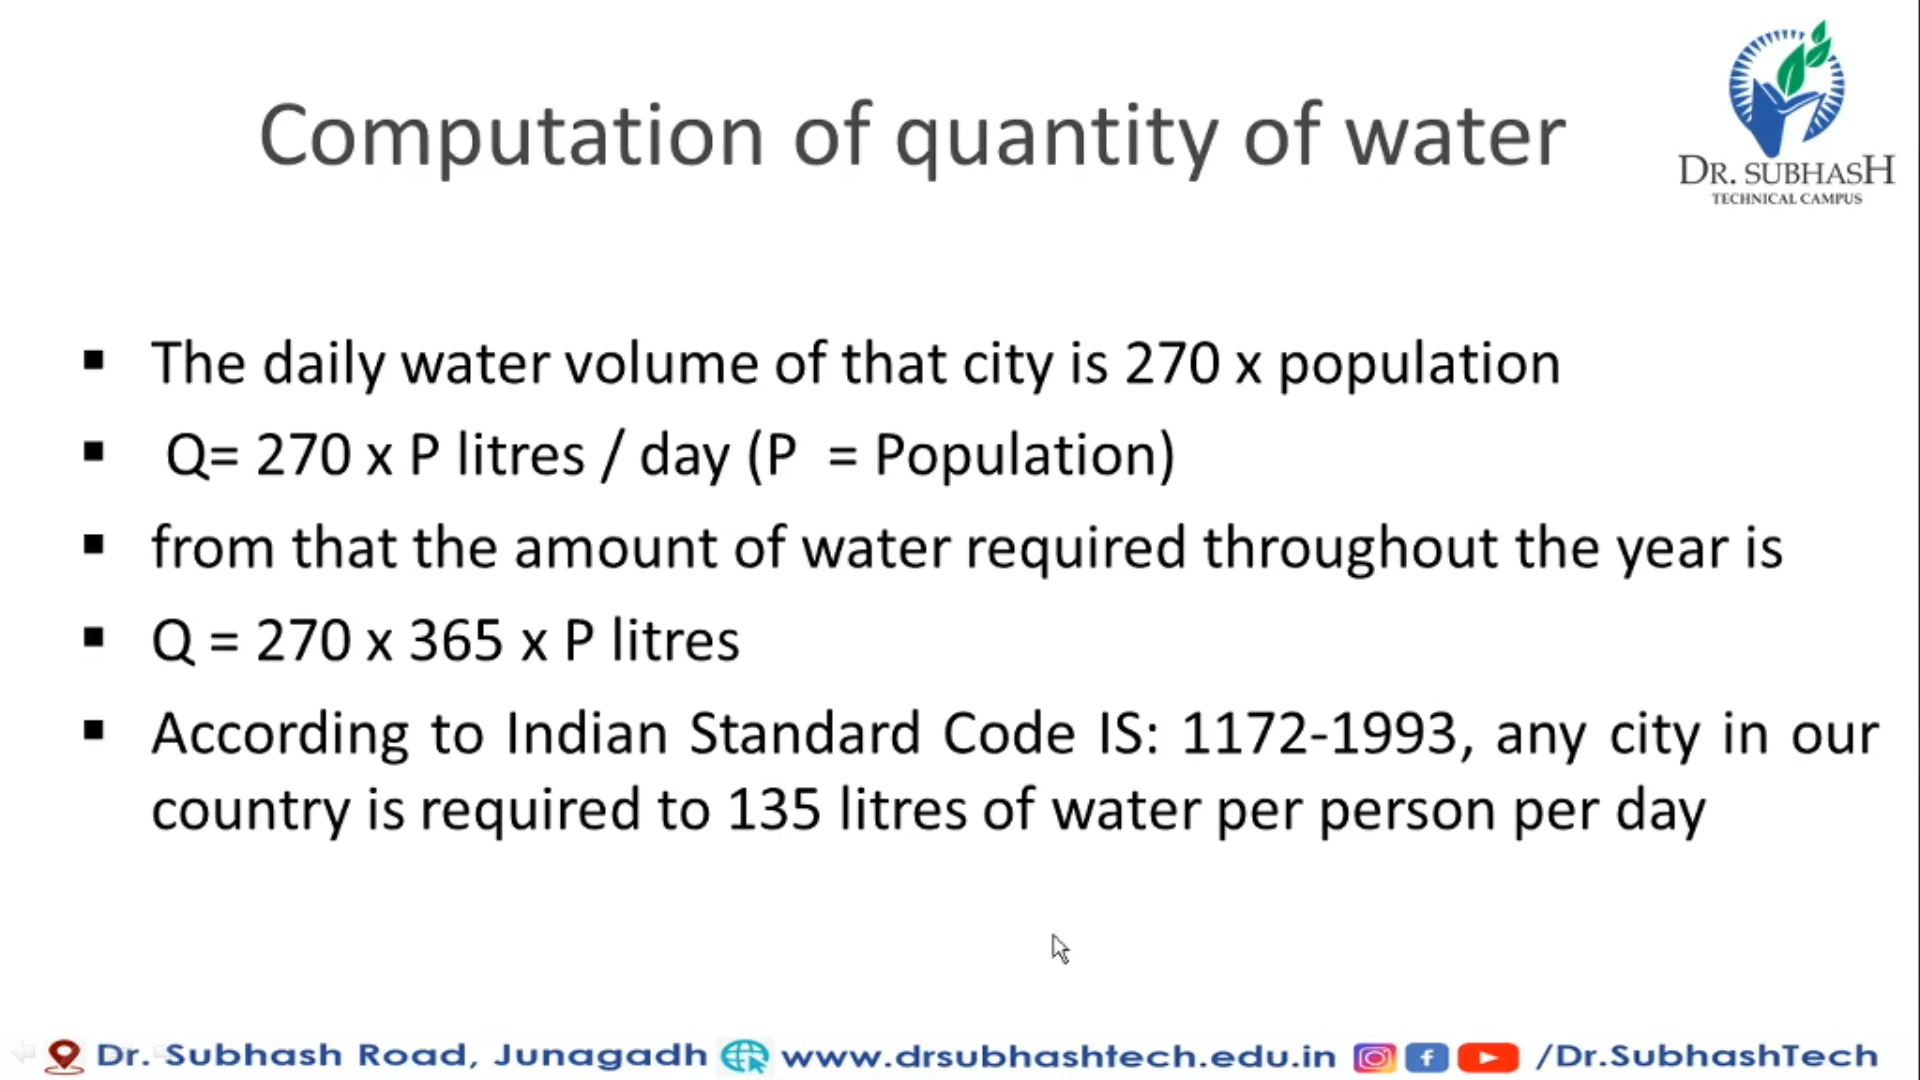 Computation of quantity of water
DR. SUBHASH
TECHNICAL CAMPUS
▪ The daily water volume of that city is 270 x population
▪ Q= 270 x P litres / day (P = Population)
▪ from that the amount of water required throughout the year is
▪ Q = 270 x 365 x P litres
▪ According to Indian Standard Code IS: 1172-1993, any city in our
country is required to 135 litres of water per person per day
Dr. Subhash Road, Junagadh www.drsubhashtech.edu.in /Dr.SubhashTech